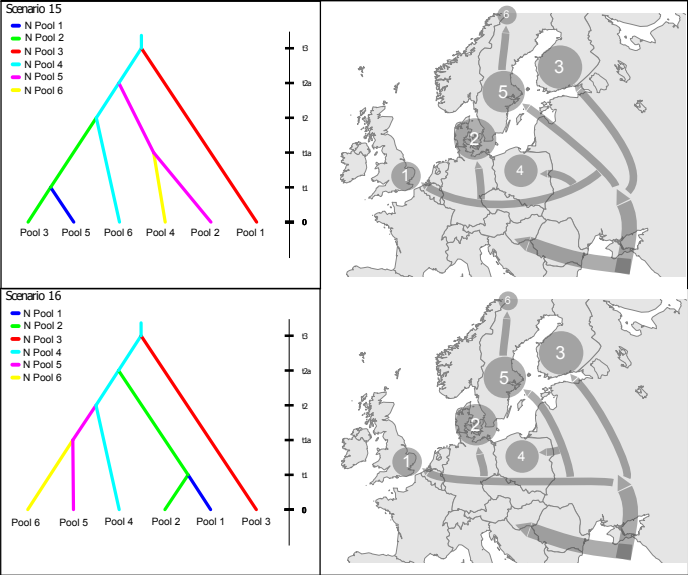 Scenario 15
N Pool 1
N Pool 2
N Pool 3
N Pool 4
N Pool 5
N Pool 6
t3
t2a
t2
t1a
t1
0
Pool 3 Pool 5 Pool 6 Pool 4 Pool 2 Pool 1
6
3
5
2
4
1
Scenario 16
N Pool 1
N Pool 2
N Pool 3
N Pool 4
N Pool 5
N Pool 6
t3
t2a
t2
t1a
t1
0
Pool 6 Pool 5 Pool 4 Pool 2 Pool 1 Pool 3
6
3
5
2
4
1